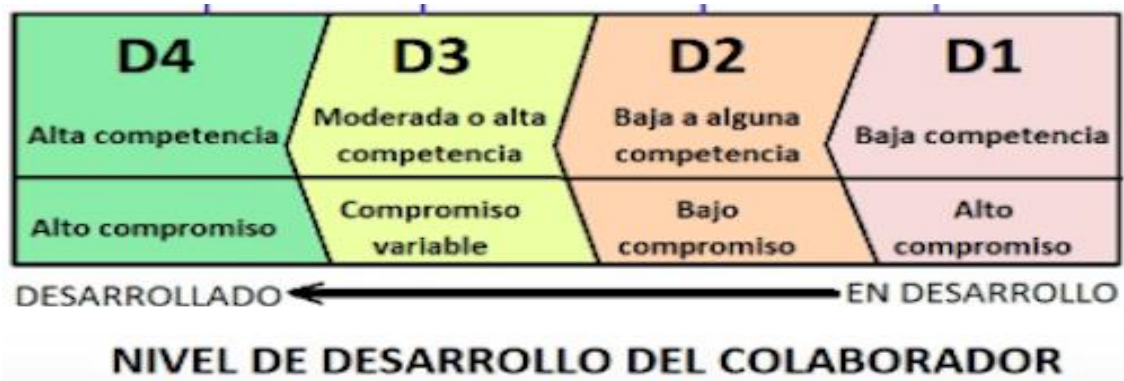 D4
Alta competencia
Alto compromiso
D3
Moderada o alta
competencia
Compromiso
variable
D2
Baja a alguna
competencia
Bajo
compromiso
D1
Baja competencia
Alto
compromiso
DESARROLLADO
EN DESARROLLO
NIVEL DE DESARROLLO DEL COLABORADOR